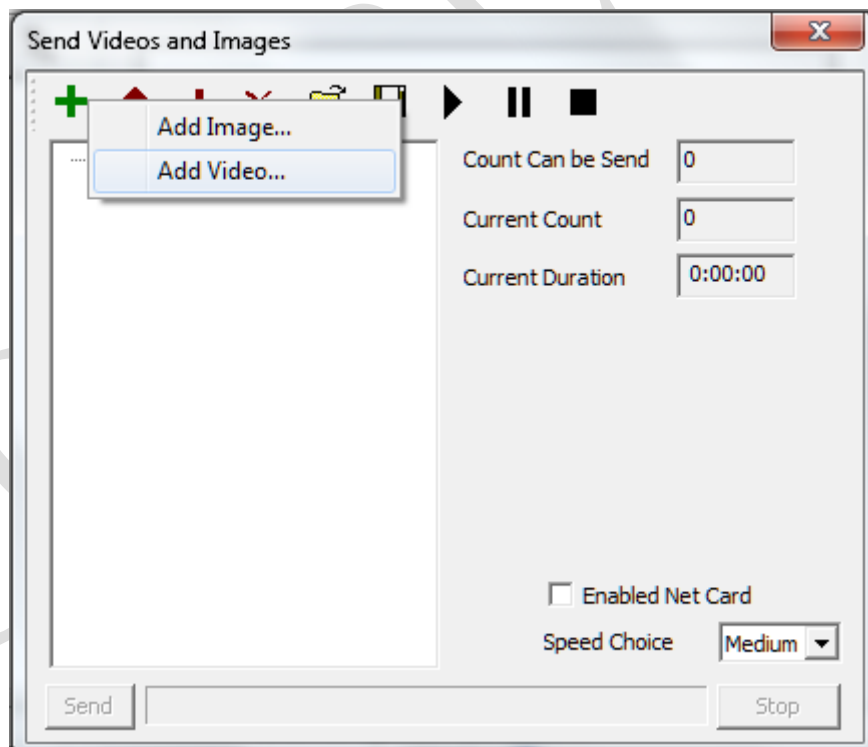 Send Videos and Images
Add Image...
Add Video...
Count Can be Send 0
Current Count 0
Current Duration 0:00:00
Enabled Net Card
Speed Choice Medium
Send Stop